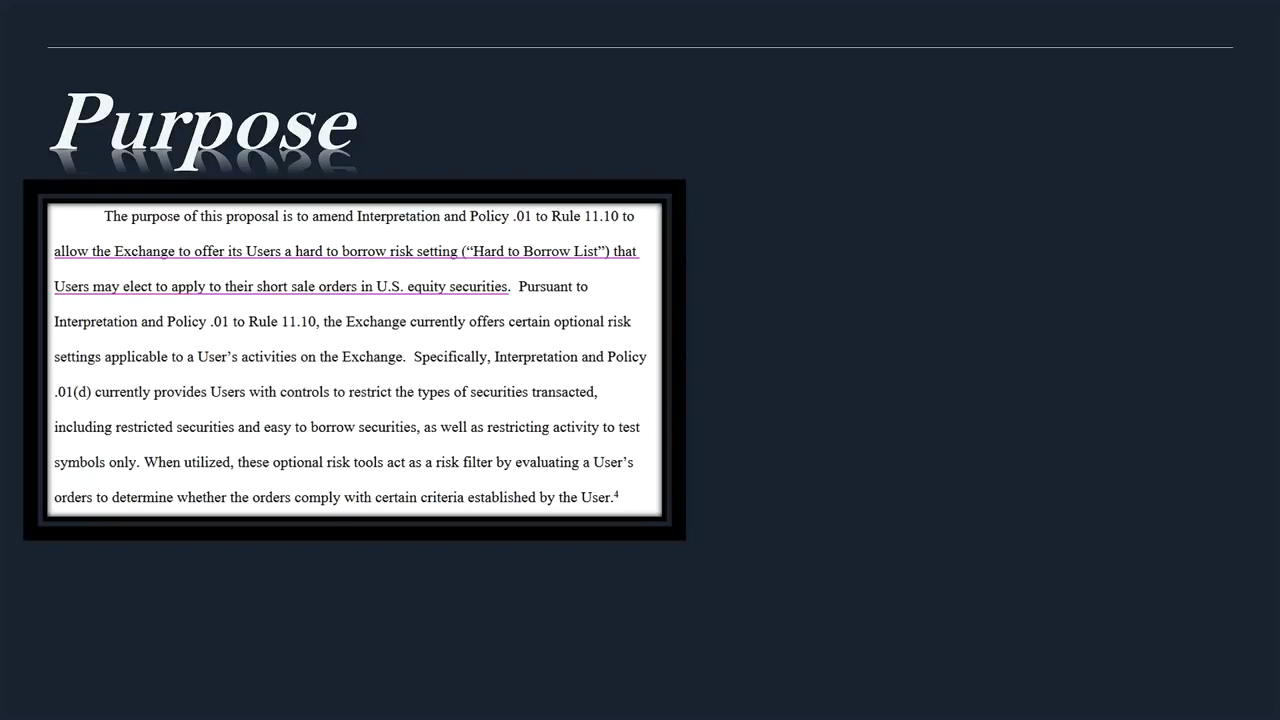 Purpose
The purpose of this proposal is to amend Interpretation and Policy .01 to Rule 11.10 to
allow the Exchange to offer its Users a hard to borrow risk setting (“Hard to Borrow List”) that
Users may elect to apply to their short sale orders in U.S. equity securities.  Pursuant to
Interpretation and Policy .01 to Rule 11.10, the Exchange currently offers certain optional risk
settings applicable to a User’s activities on the Exchange.  Specifically, Interpretation and Policy
.01(d) currently provides Users with controls to restrict the types of securities transacted,
including restricted securities and easy to borrow securities, as well as restricting activity to test
symbols only. When utilized, these optional risk tools act as a risk filter by evaluating a User’s
orders to determine whether the orders comply with certain criteria established by the User.⁴